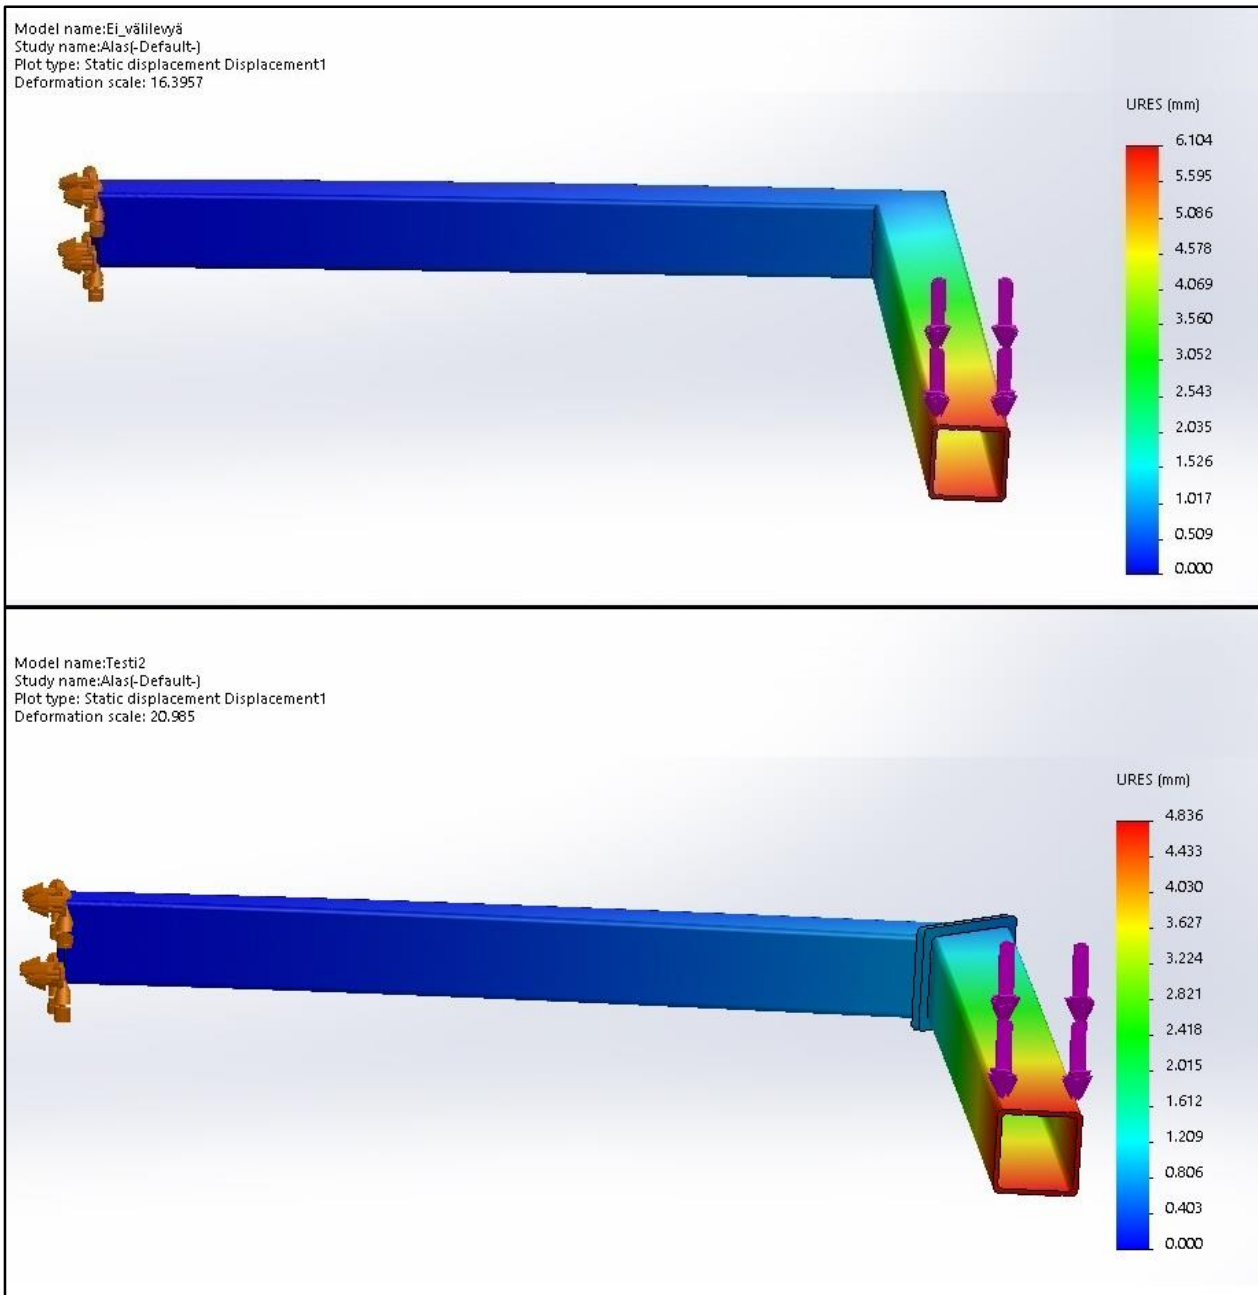 Model name:Ei_välilevyä
Study name:Alas(-Default-)
Plot type: Static displacement Displacement1
Deformation scale: 16.3957
URES (mm)
6.104
5.595
5.086
4.578
4.069
3.560
3.052
2.543
2.035
1.526
1.017
0.509
0.000
Model name:Testi2
Study name:Alas(-Default-)
Plot type: Static displacement Displacement1
Deformation scale: 20.985
URES (mm)
4.836
4.433
4.030
3.627
3.224
2.821
2.418
2.015
1.612
1.209
0.806
0.403
0.000